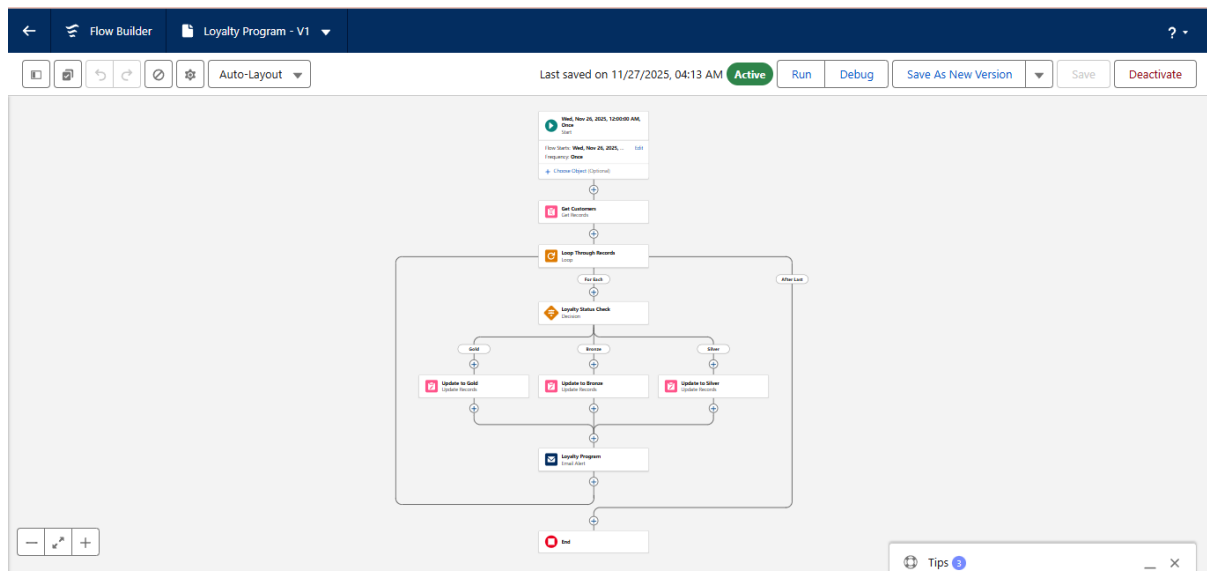 Flow Builder
Loyalty Program - V1
?
Auto-Layout
Last saved on 11/27/2025, 04:13 AM
Active
Run
Debug
Save As New Version
Save
Deactivate
Wed, Nov 26, 2025, 12:00:00 AM,
Once
Start
Flow Starts: Wed, Nov 26, 2025, ...
Edit
Frequency: Once
+ Choose Object (Optional)
Get Customers
Get Records
Loop Through Records
Loop
For Each
After Last
Loyalty Status Check
Decision
Gold
Bronze
Silver
Update to Gold
Update Records
Update to Bronze
Update Records
Update to Silver
Update Records
Loyalty Program
Email Alert
End
Tips 3